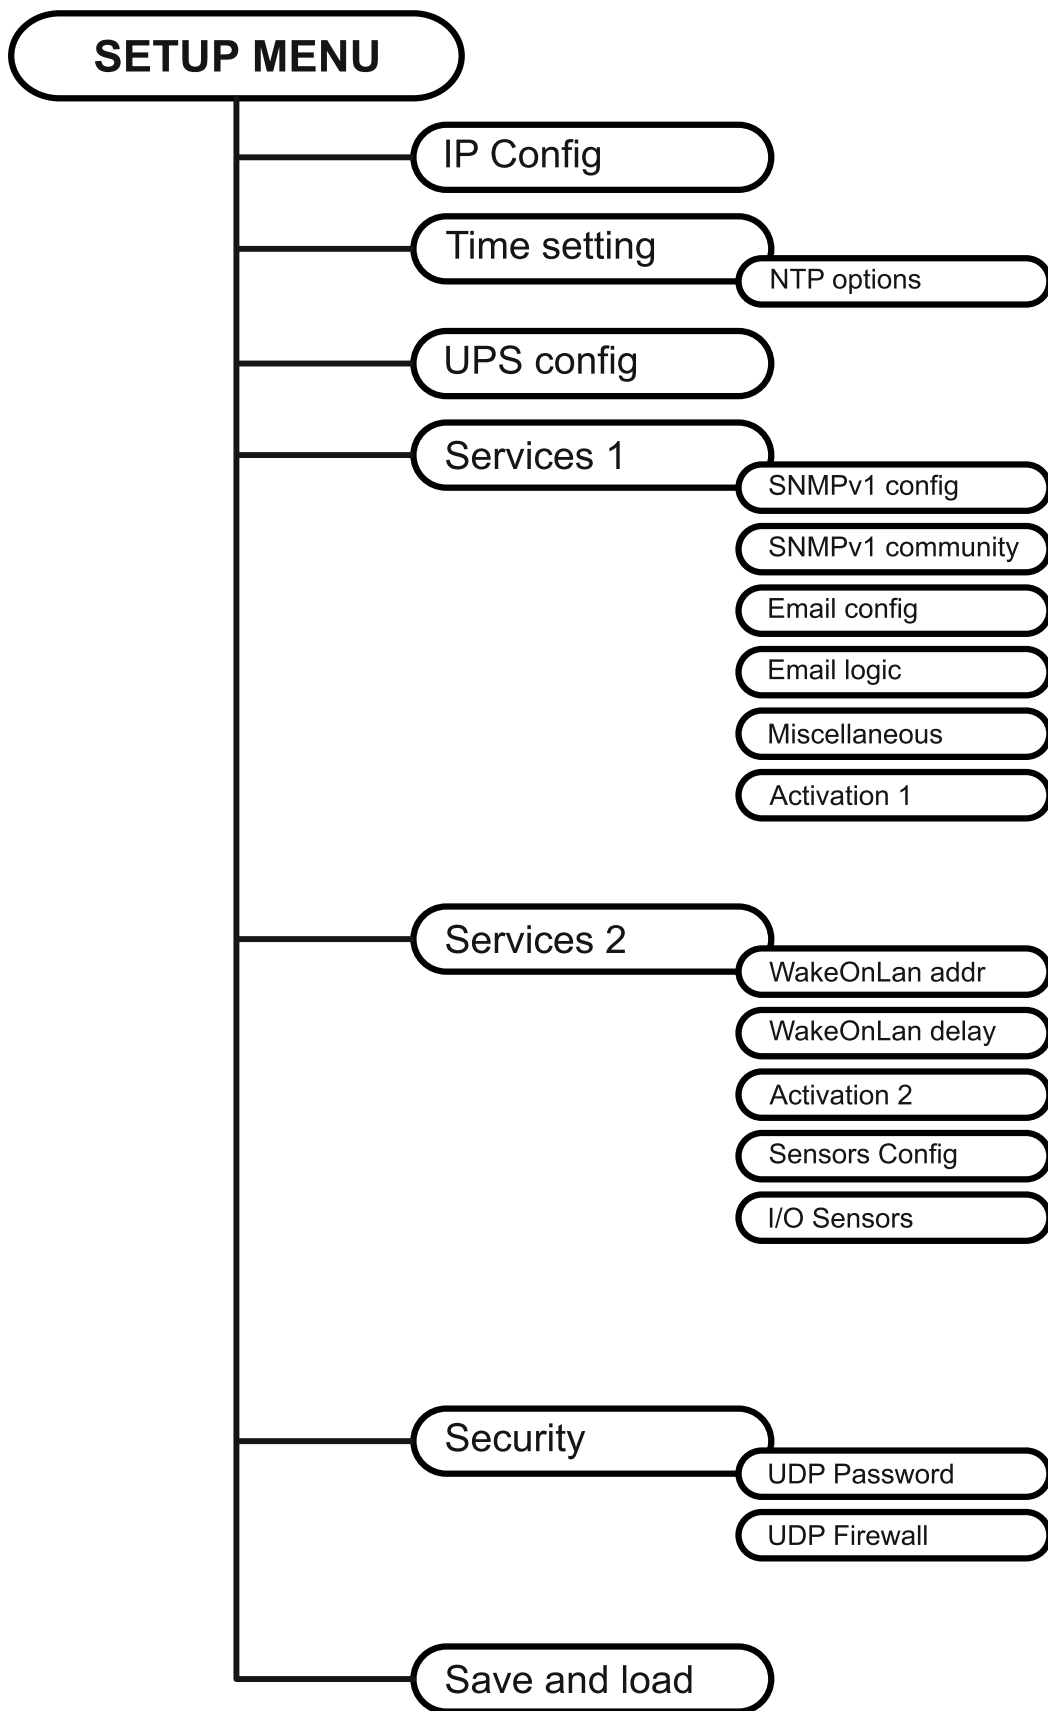 SETUP MENU
IP Config
Time setting
NTP options
UPS config
Services 1
SNMPv1 config
SNMPv1 community
Email config
Email logic
Miscellaneous
Activation 1
Services 2
WakeOnLan addr
WakeOnLan delay
Activation 2
Sensors Config
I/O Sensors
Security
UDP Password
UDP Firewall
Save and load